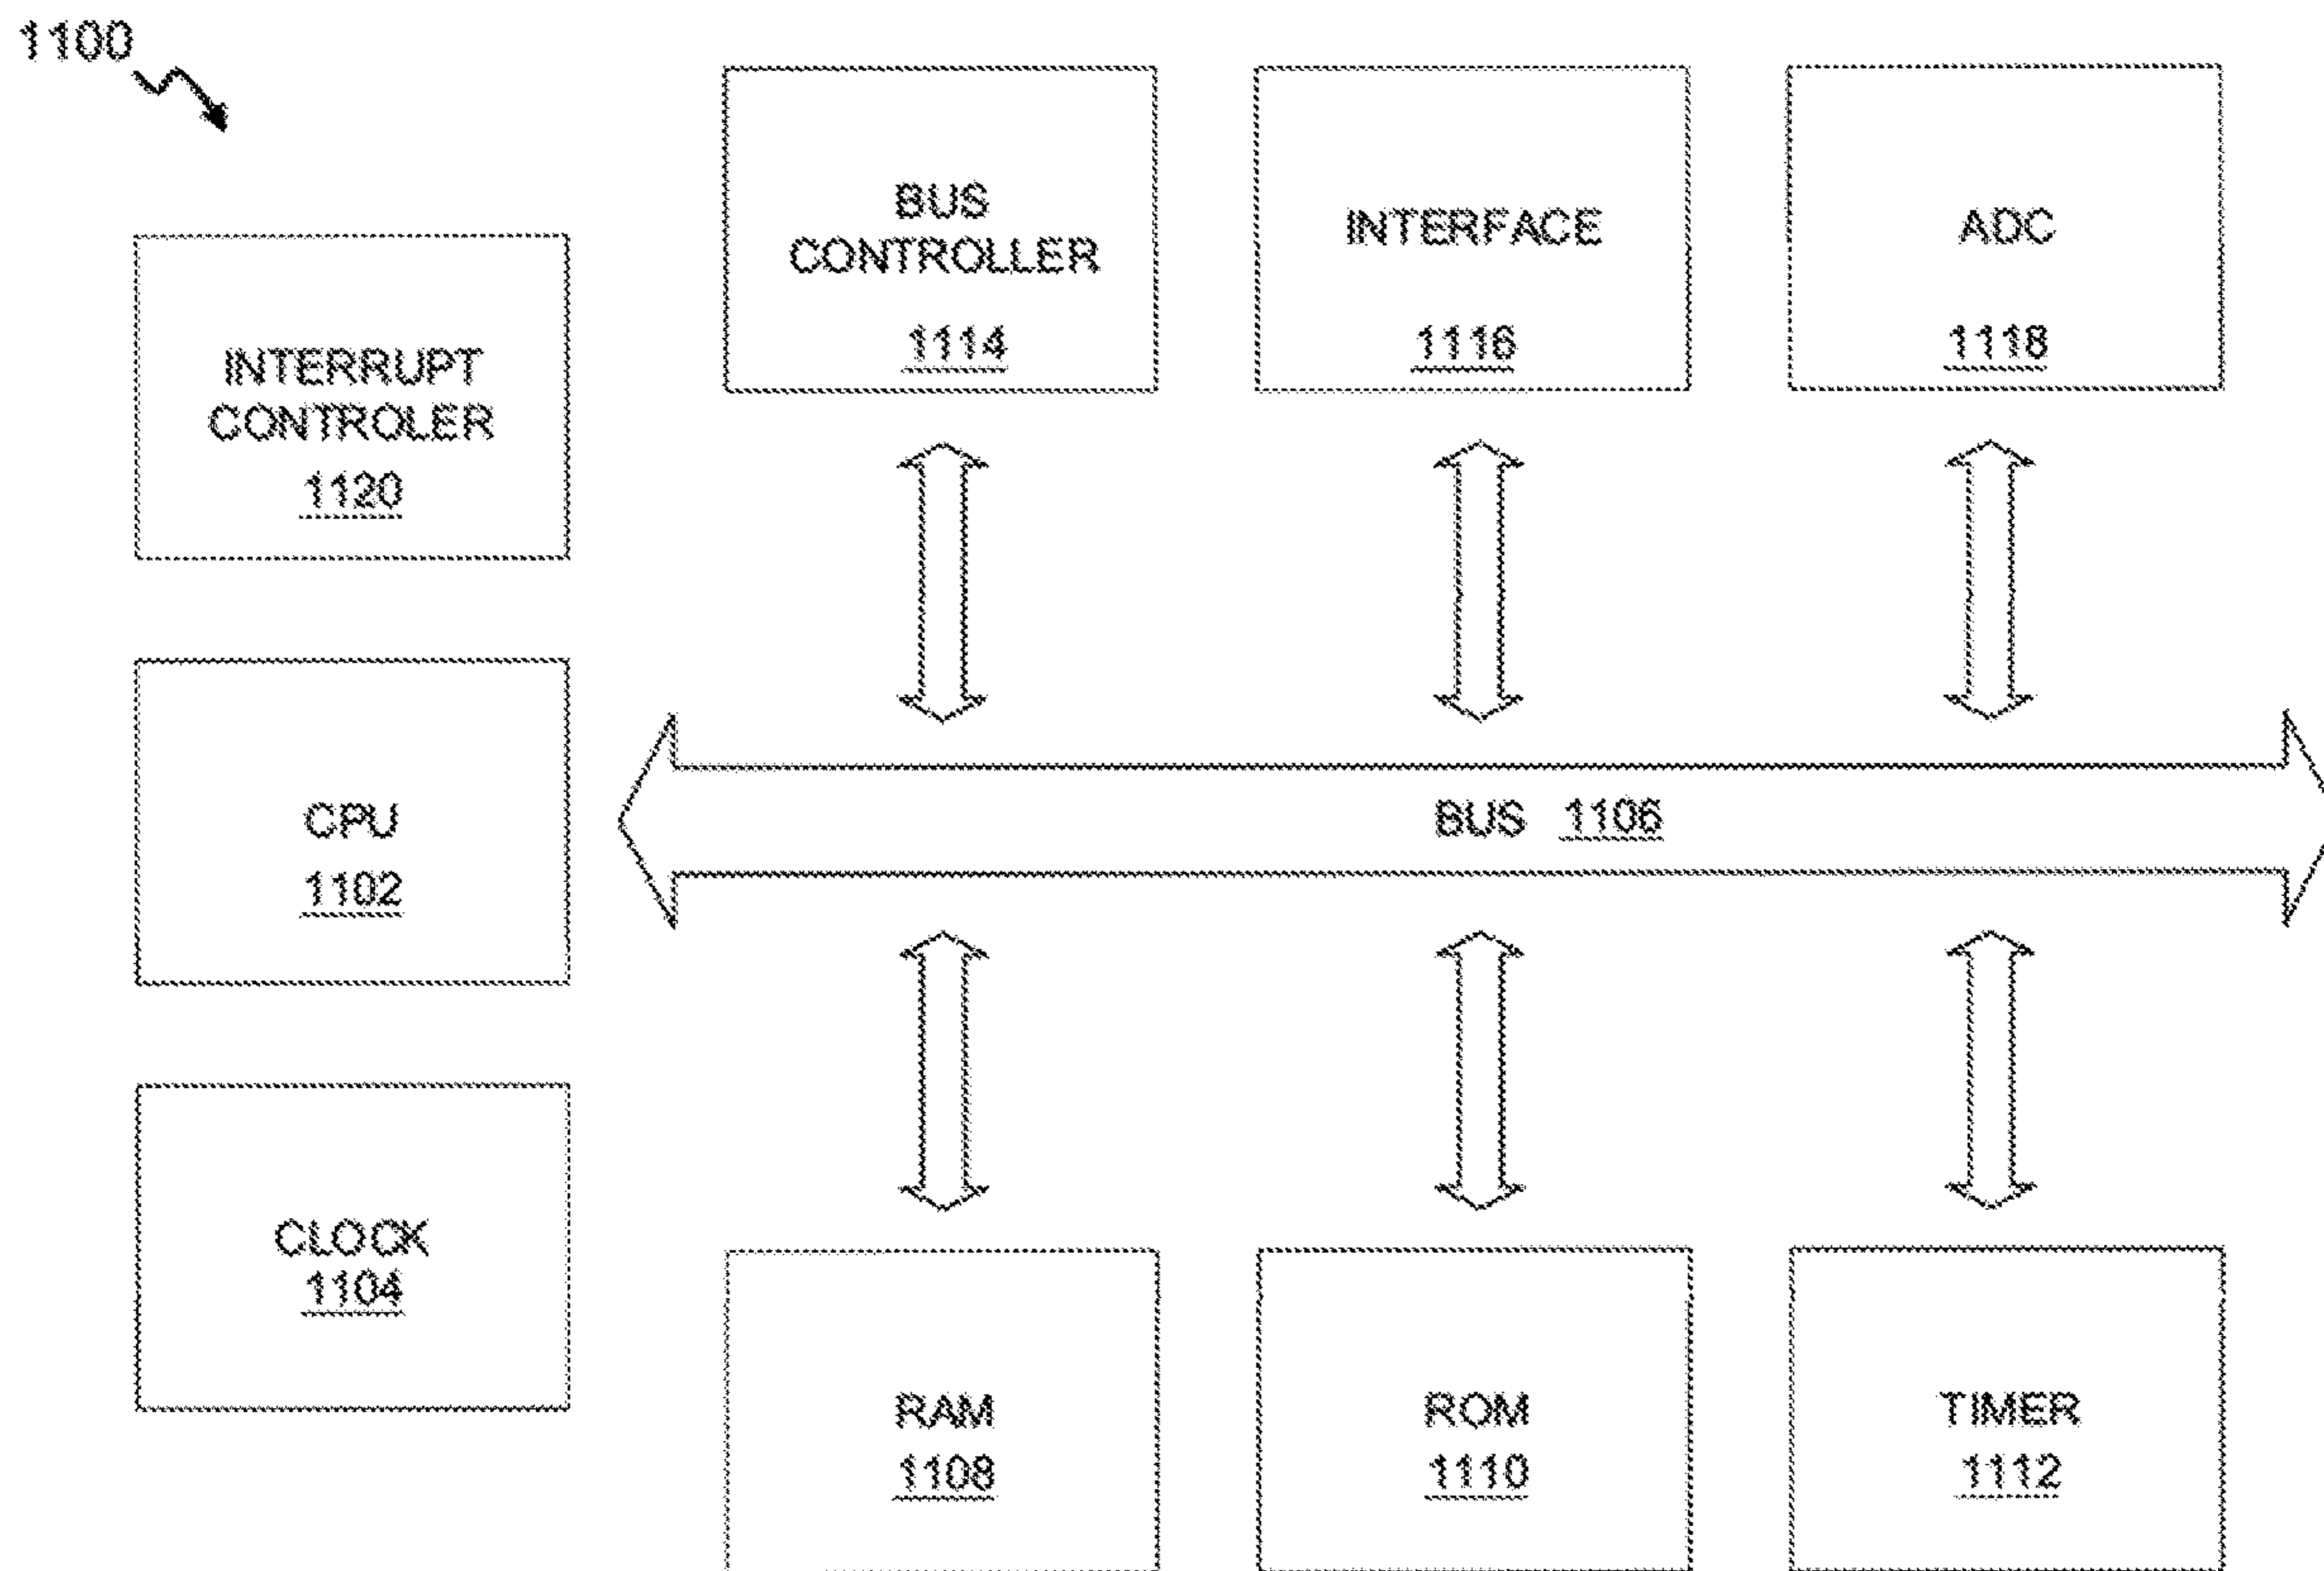 1100
BUS
CONTROLLER
1114
INTERFACE
1116
ADC
1118
INTERRUPT
CONTROLER
1120
CPU
1102
BUS 1106
CLOCK
1104
RAM
1108
ROM
1110
TIMER
1112